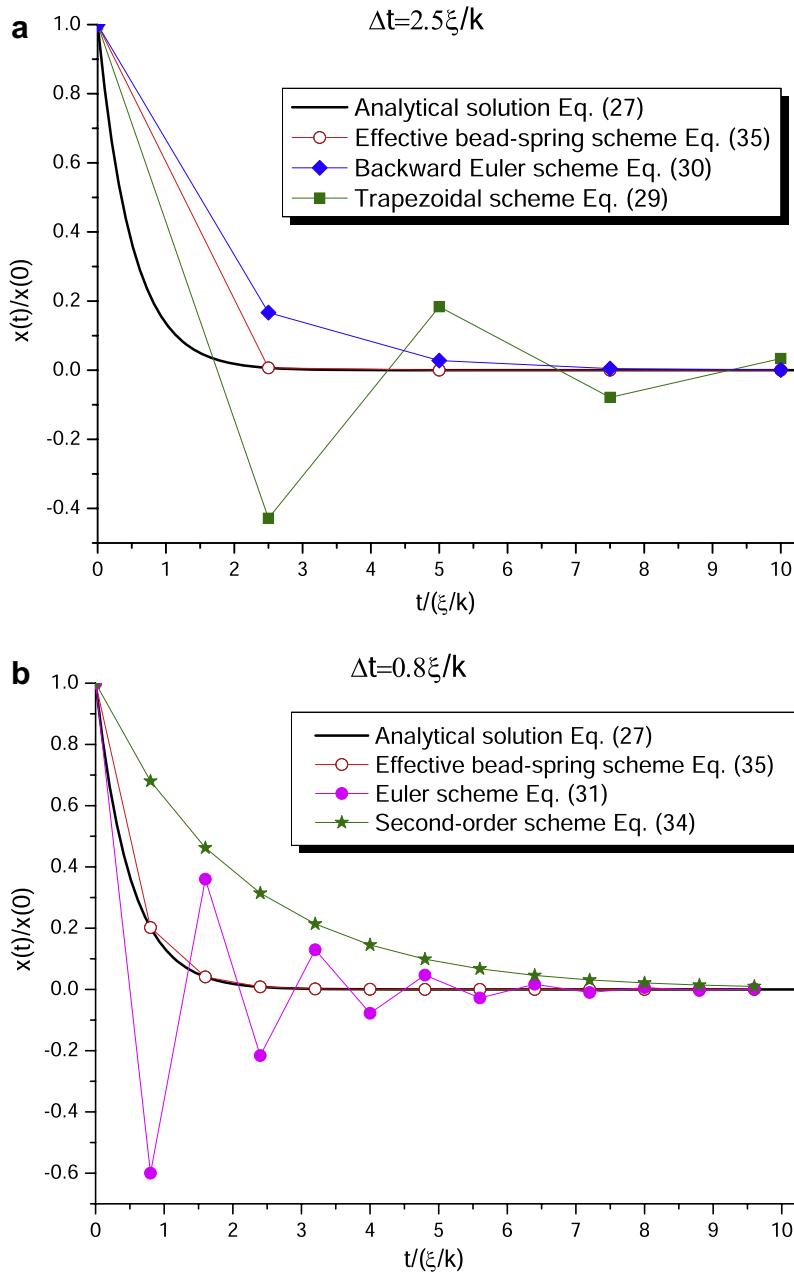 a
Δt=2.5ξ/k
Analytical solution Eq. (27)
Effective bead-spring scheme Eq. (35)
Backward Euler scheme Eq. (30)
Trapezoidal scheme Eq. (29)
1.0
0.8
0.6
0.4
0.2
0.0
-0.2
-0.4
x(t)/x(0)
0 1 2 3 4 5 6 7 8 9 10
t/(ξ/k)
b
Δt=0.8ξ/k
Analytical solution Eq. (27)
Effective bead-spring scheme Eq. (35)
Euler scheme Eq. (31)
Second-order scheme Eq. (34)
1.0
0.8
0.6
0.4
0.2
0.0
-0.2
-0.4
-0.6
x(t)/x(0)
0 1 2 3 4 5 6 7 8 9 10
t/(ξ/k)